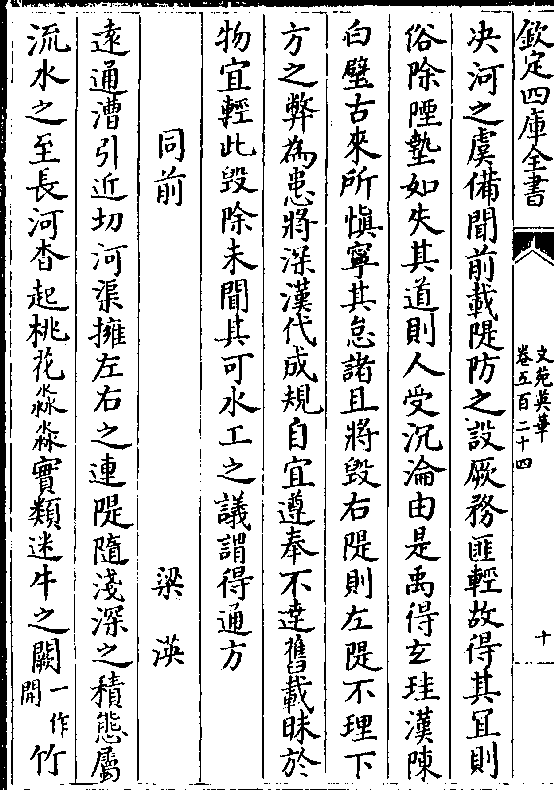 欽定四庫全書
文苑英華
卷五百二十四
十
决河之虞備聞前載隄防之設厥務匪輕故得其冝則
俗除陻墊如失其道則人受沉淪由是禹得玄珪漢陳
白璧古來所慎寧其怠諸且將毀右隄則左隄不理下
方之弊為患將深漢代成規自宜遵奉不逹舊載昧於
物宜輕此毀除未聞其可水工之議謂得通方
同前 梁渶
遠通漕引近切河渠擁左右之連隄隨淺深之積態屬
流水之至長河杳起桃花淼淼實類迷牛之闕一作開竹